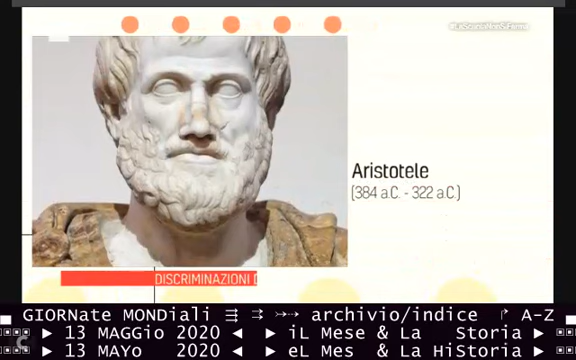 #LaScuolaNonSiFerma
Aristotele
(384 a.C. - 322 a.C.)
DISCRIMINAZIONI D
GIORNate MONDiali ⇶ ⇉ ⤐ archivio/indice ↱ A-Z
► 13 MAGGio 2020 ◄ ► iL Mese & La Storia ►
► 13 MAYo 2020 ◄ ► eL Mes & La HiStoria ►